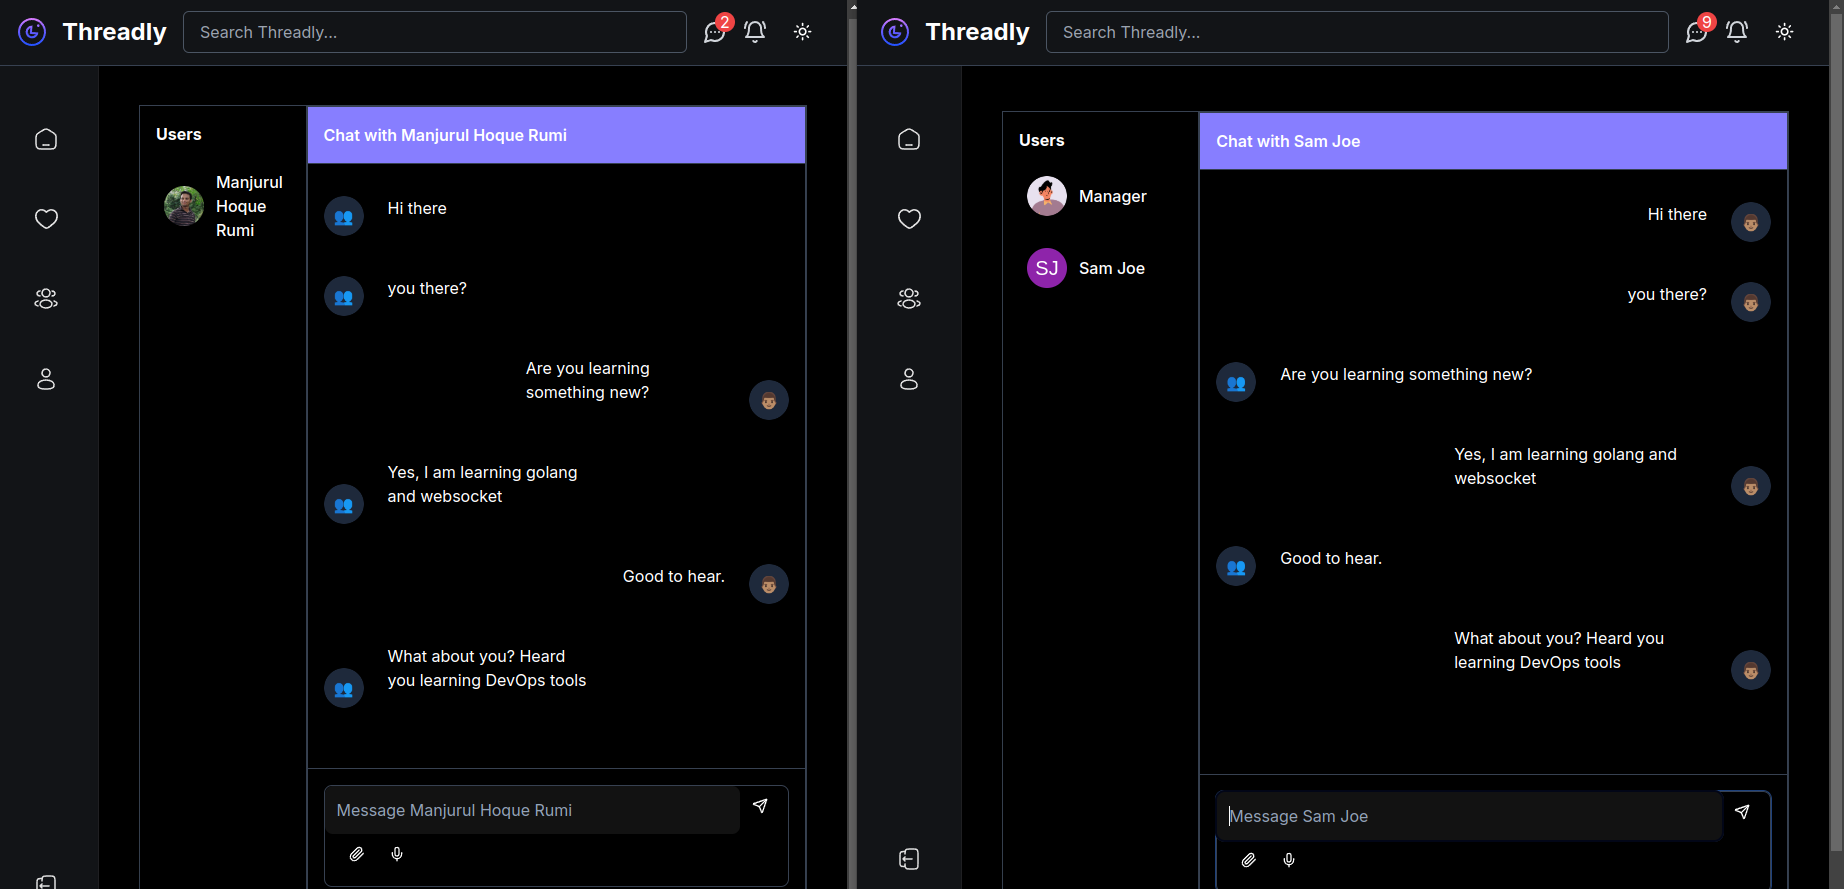 Threadly
Search Threadly...
2
Users
Manjurul
Hoque
Rumi
Chat with Manjurul Hoque Rumi
Hi there
you there?
Are you learning
something new?
Yes, I am learning golang
and websocket
Good to hear.
What about you? Heard
you learning DevOps tools
Message Manjurul Hoque Rumi
Threadly
Search Threadly...
9
Users
Manager
SJ
Sam Joe
Chat with Sam Joe
Hi there
you there?
Are you learning something new?
Yes, I am learning golang and
websocket
Good to hear.
What about you? Heard you
learning DevOps tools
Message Sam Joe